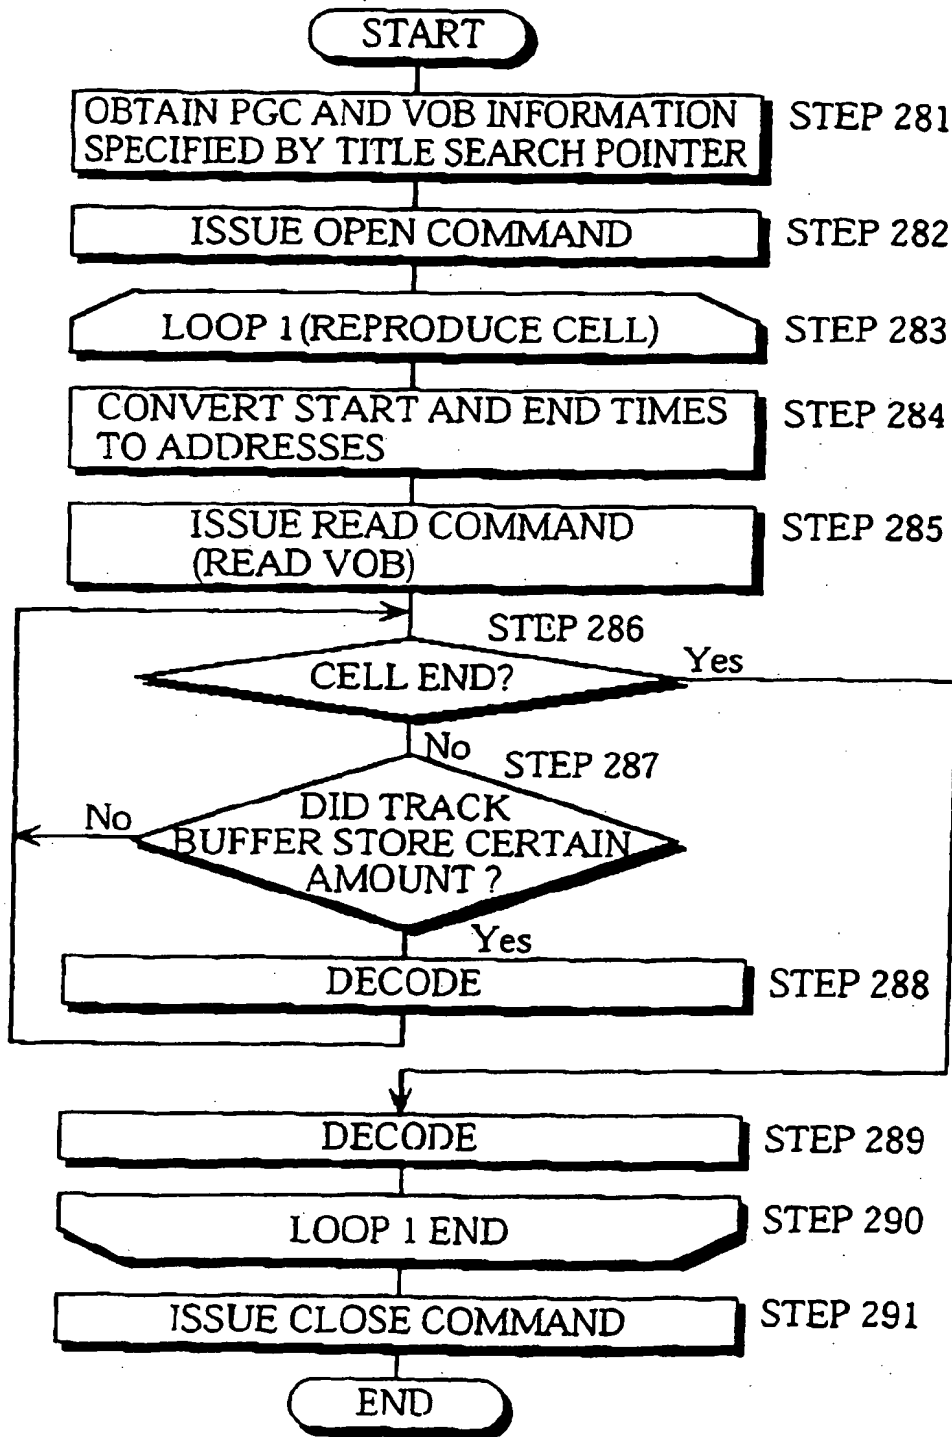 START
OBTAIN PGC AND VOB INFORMATION
SPECIFIED BY TITLE SEARCH POINTER
STEP 281
ISSUE OPEN COMMAND
STEP 282
LOOP 1 (REPRODUCE CELL)
STEP 283
CONVERT START AND END TIMES
TO ADDRESSES
STEP 284
ISSUE READ COMMAND
(READ VOB)
STEP 285
STEP 286
CELL END?
Yes
No
STEP 287
DID TRACK
BUFFER STORE CERTAIN
AMOUNT ?
No
Yes
DECODE
STEP 288
DECODE
STEP 289
LOOP 1 END
STEP 290
ISSUE CLOSE COMMAND
STEP 291
END